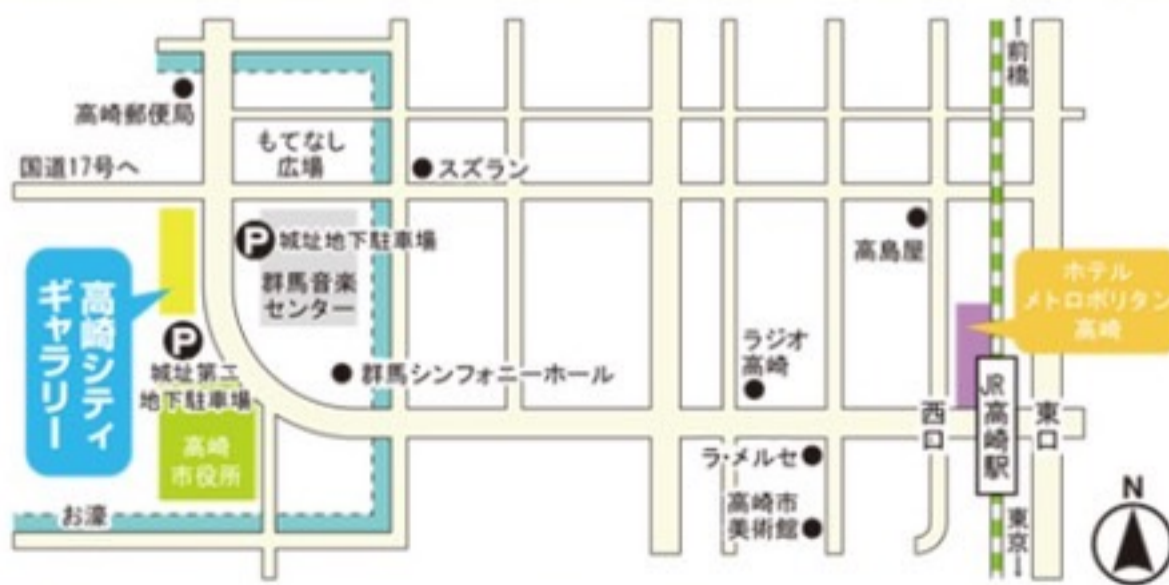 前橋
高崎郵便局
もてなし
広場
国道17号へ
スズラン
P
城址地下駐車場
高島屋
群馬音楽
センター
高崎シティ
ギャラリー
ホテル
メトロポリタン
高崎
P
城址第二
地下駐車場
群馬シンフォニーホール
ラジオ
高崎
西口
JR高崎駅
東口
高崎
市役所
ラ・メルセ
高崎市
美術館
お濠
東京
N